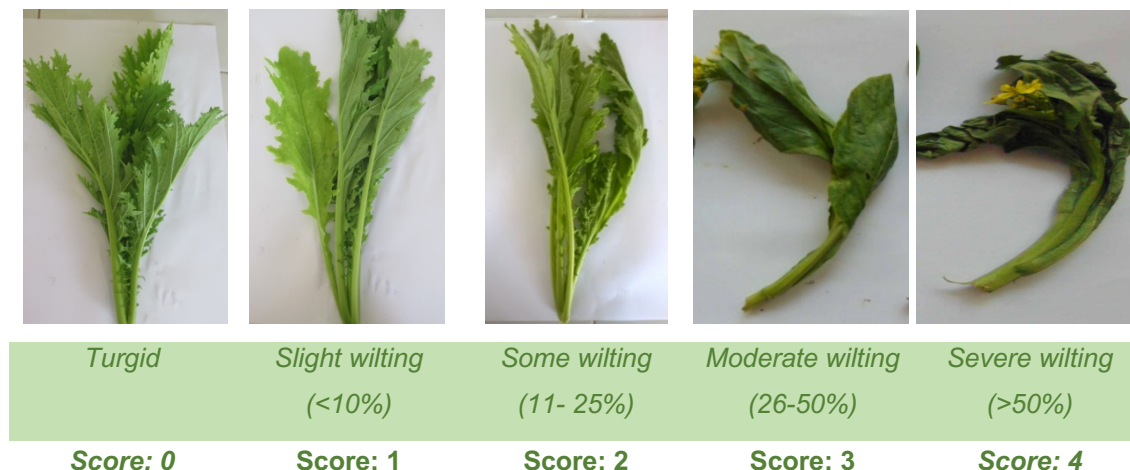 Turgid
Slight wilting
Some wilting
Moderate wilting
Severe wilting
(<10%)
(11- 25%)
(26-50%)
(>50%)
Score: 0
Score: 1
Score: 2
Score: 3
Score: 4